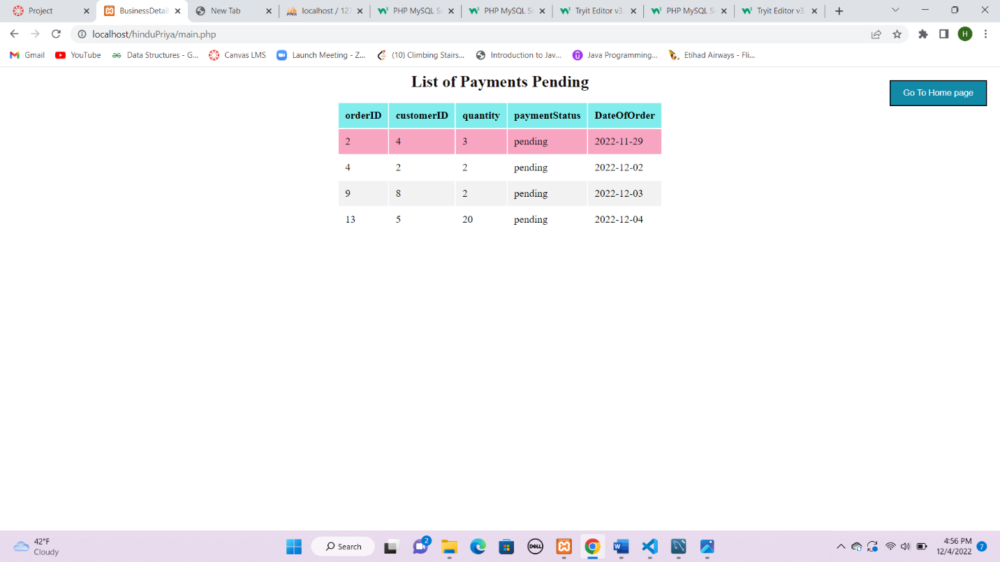 Project
BusinessDetail
New Tab
localhost / 127
PHP MySQL Se
PHP MySQL Se
Tryit Editor v3.
PHP MySQL Se
Tryit Editor v3.
localhost/hinduPriya/main.php
H
Gmail
YouTube
Data Structures - G...
Canvas LMS
Launch Meeting - Z...
(10) Climbing Stairs...
Introduction to Jav...
Java Programming...
Etihad Airways - Fli...
List of Payments Pending
Go To Home page
orderID customerID quantity paymentStatus DateOfOrder
2 4 3 pending 2022-11-29
4 2 2 pending 2022-12-02
9 8 2 pending 2022-12-03
13 5 20 pending 2022-12-04
42°F
Cloudy
Search
2
DELL
4:56 PM
12/4/2022
7